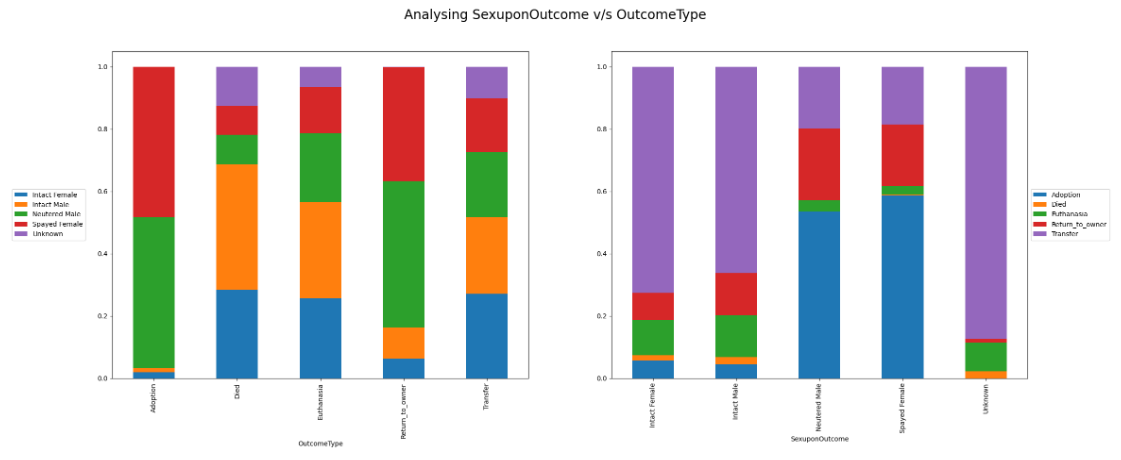 Analysing SexuponOutcome v/s OutcomeType
1.0
0.8
0.6
0.4
0.2
0.0
Intact Female
Intact Male
Neutered Male
Spayed Female
Unknown
Adoption
Died
Euthanasia
Return_to_owner
Transfer
OutcomeType
1.0
0.8
0.6
0.4
0.2
0.0
Intact Female
Intact Male
Neutered Male
Spayed Female
Unknown
SexuponOutcome
Adoption
Died
Euthanasia
Return_to_owner
Transfer